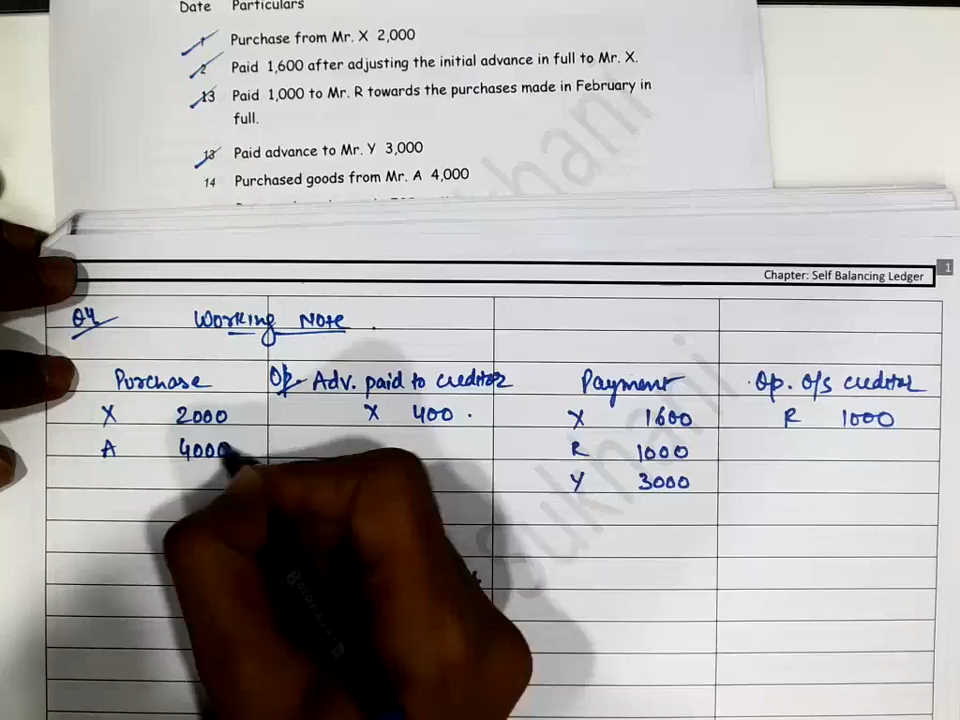 Date Particulars
1 Purchase from Mr. X 2,000
2 Paid 1,600 after adjusting the initial advance in full to Mr. X.
13 Paid 1,000 to Mr. R towards the purchases made in February in
full.
13 Paid advance to Mr. Y 3,000
14 Purchased goods from Mr. A 4,000
Chapter: Self Balancing Ledger
1
Q4 Working Note
Purchase Op. Adv. paid to creditor Payment Op. o/s creditor
X 2000 X 400 X 1600 R 1000
A 4000 R 1000
Y 3000